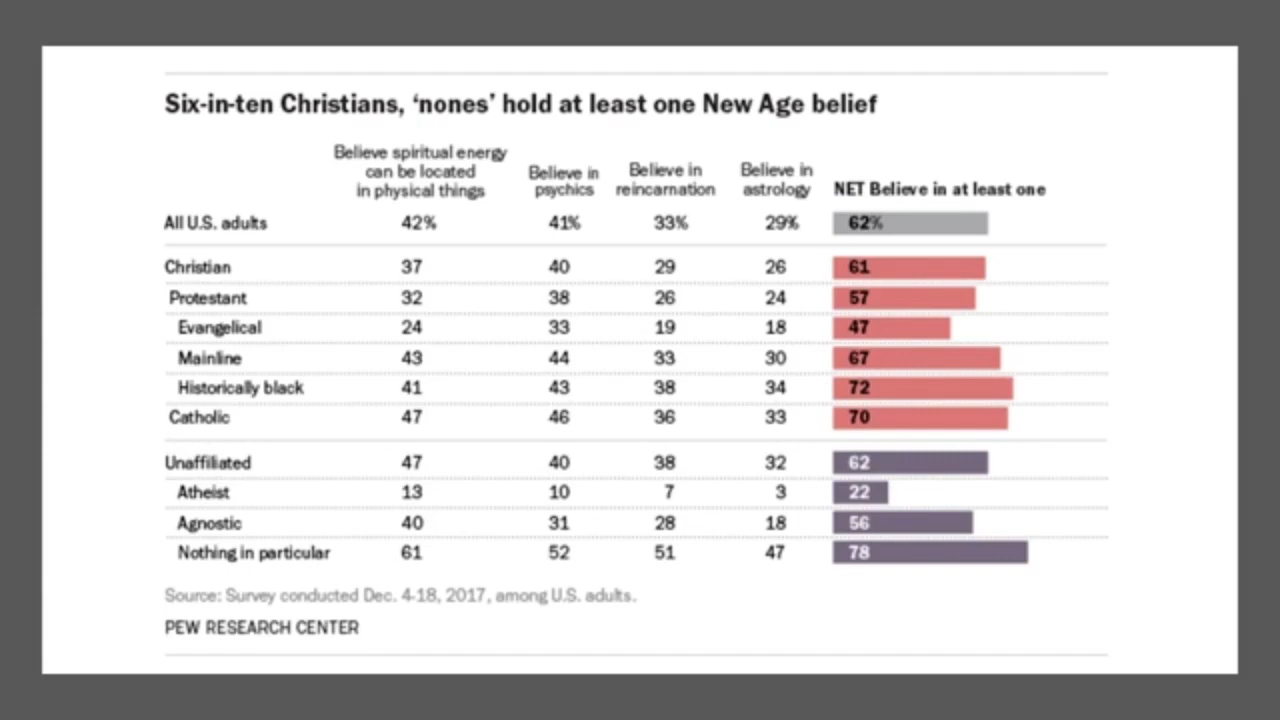 Six-in-ten Christians, ‘nones’ hold at least one New Age belief
Believe spiritual energy
can be located
in physical things
Believe in
psychics
Believe in
reincarnation
Believe in
astrology
NET Believe in at least one
All U.S. adults 42% 41% 33% 29% 62%
Christian 37 40 29 26 61
Protestant 32 38 26 24 57
Evangelical 24 33 19 18 47
Mainline 43 44 33 30 67
Historically black 41 43 38 34 72
Catholic 47 46 36 33 70
Unaffiliated 47 40 38 32 62
Atheist 13 10 7 3 22
Agnostic 40 31 28 18 56
Nothing in particular 61 52 51 47 78
Source: Survey conducted Dec. 4-18, 2017, among U.S. adults.
PEW RESEARCH CENTER